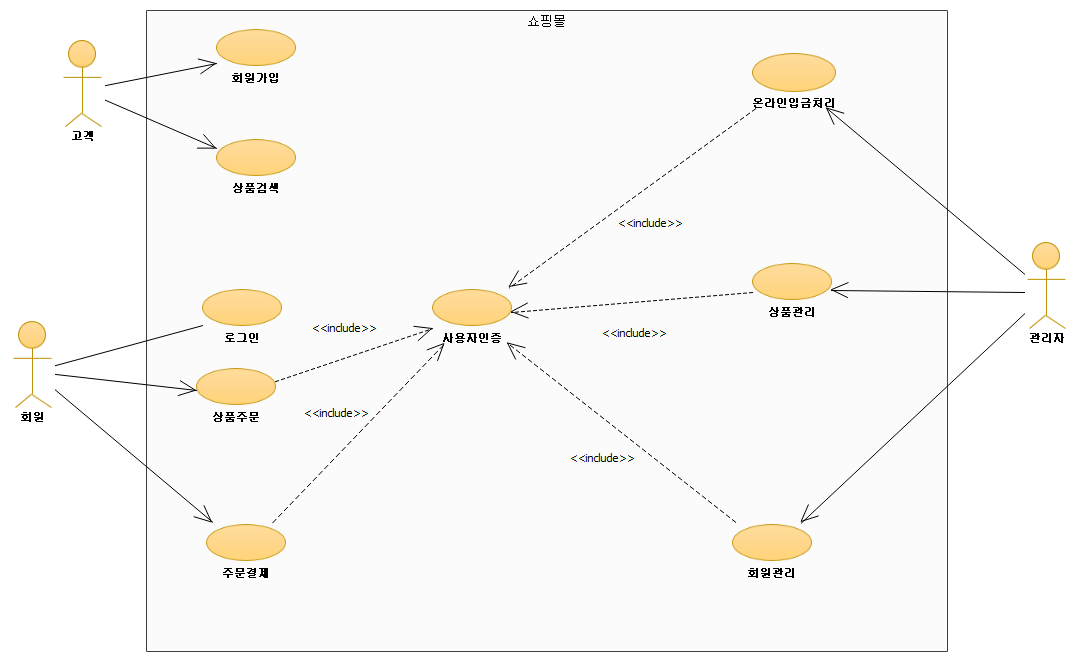 쇼핑몰
회원가입
온라인입금처리
고객
상품검색
<<include>>
상품관리
<<include>>
로그인
<<include>>
사용자인증
관리자
상품주문
<<include>>
회원
<<include>>
주문결제
회원관리